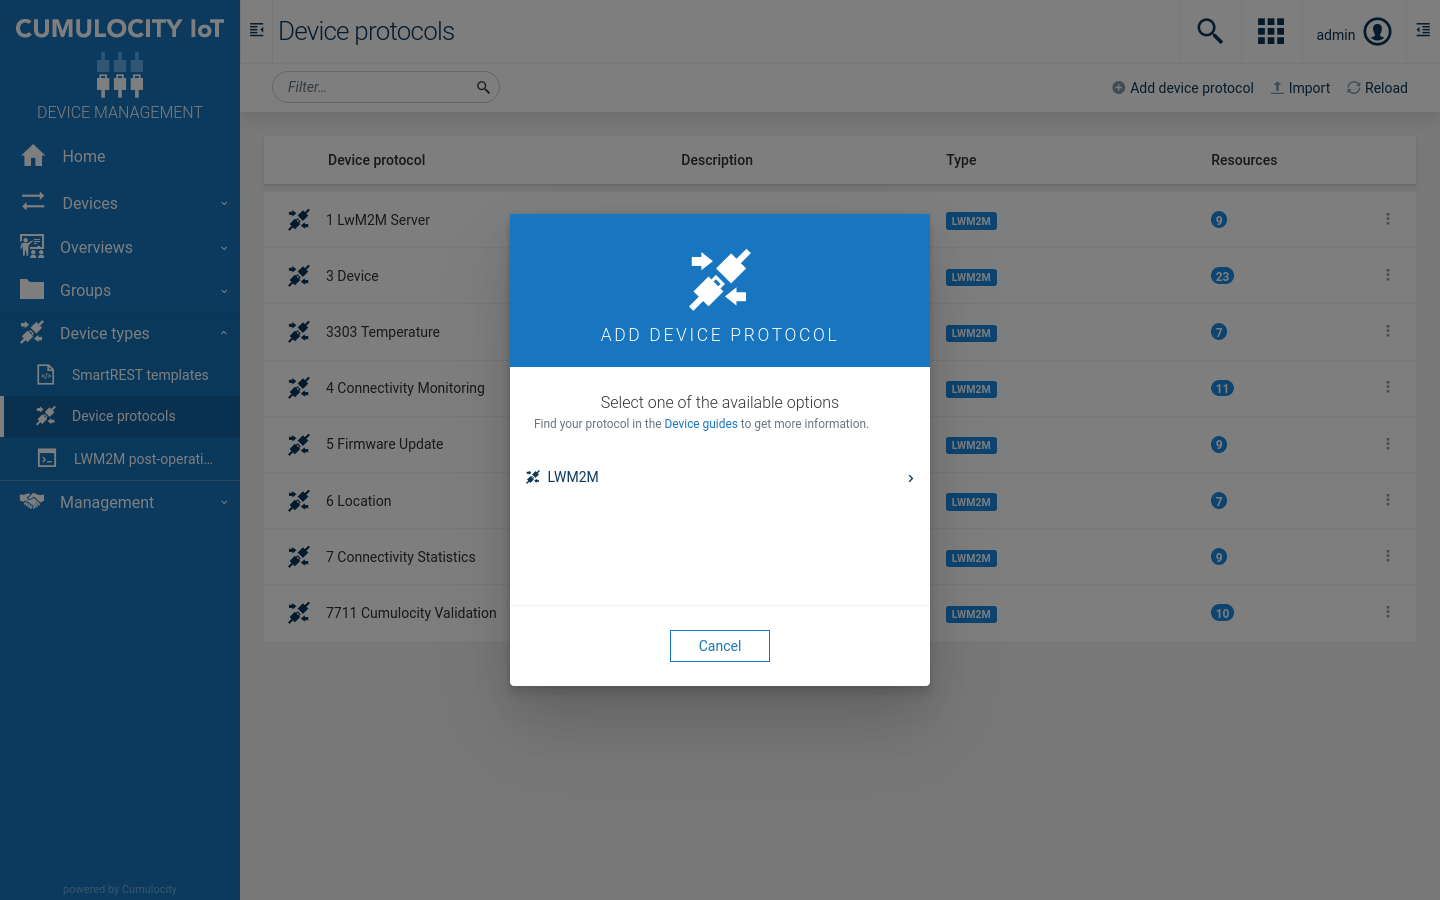 CUMULOCITY IoT
DEVICE MANAGEMENT
Home
Devices
Overviews
Groups
Device types
SmartREST templates
Device protocols
LWM2M post-operati...
Management
powered by Cumulocity
Device protocols
admin
Filter...
Add device protocol
Import
Reload
Device protocol Description Type Resources
1 LwM2M Server LWM2M 9
3 Device LWM2M 23
3303 Temperature LWM2M 7
4 Connectivity Monitoring LWM2M 11
5 Firmware Update LWM2M 9
6 Location LWM2M 7
7 Connectivity Statistics LWM2M 9
7711 Cumulocity Validation LWM2M 10
ADD DEVICE PROTOCOL
Select one of the available options
Find your protocol in the Device guides to get more information.
LWM2M
Cancel